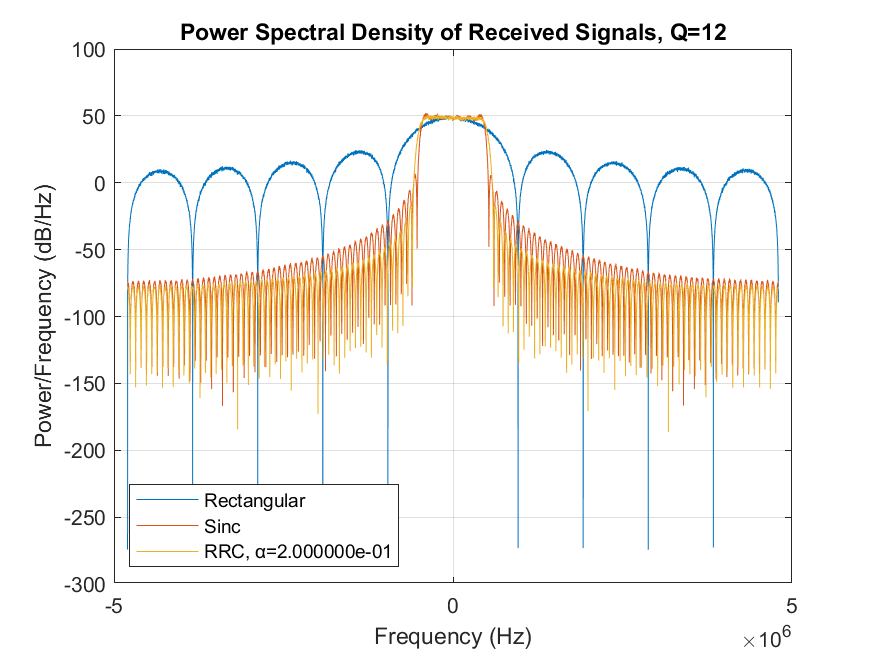 Power Spectral Density of Received Signals, Q=12
100
50
0
-50
-100
-150
-200
-250
-300
Power/Frequency (dB/Hz)
Rectangular
Sinc
RRC, α=2.000000e-01
-5
0
5
Frequency (Hz)
×10⁶